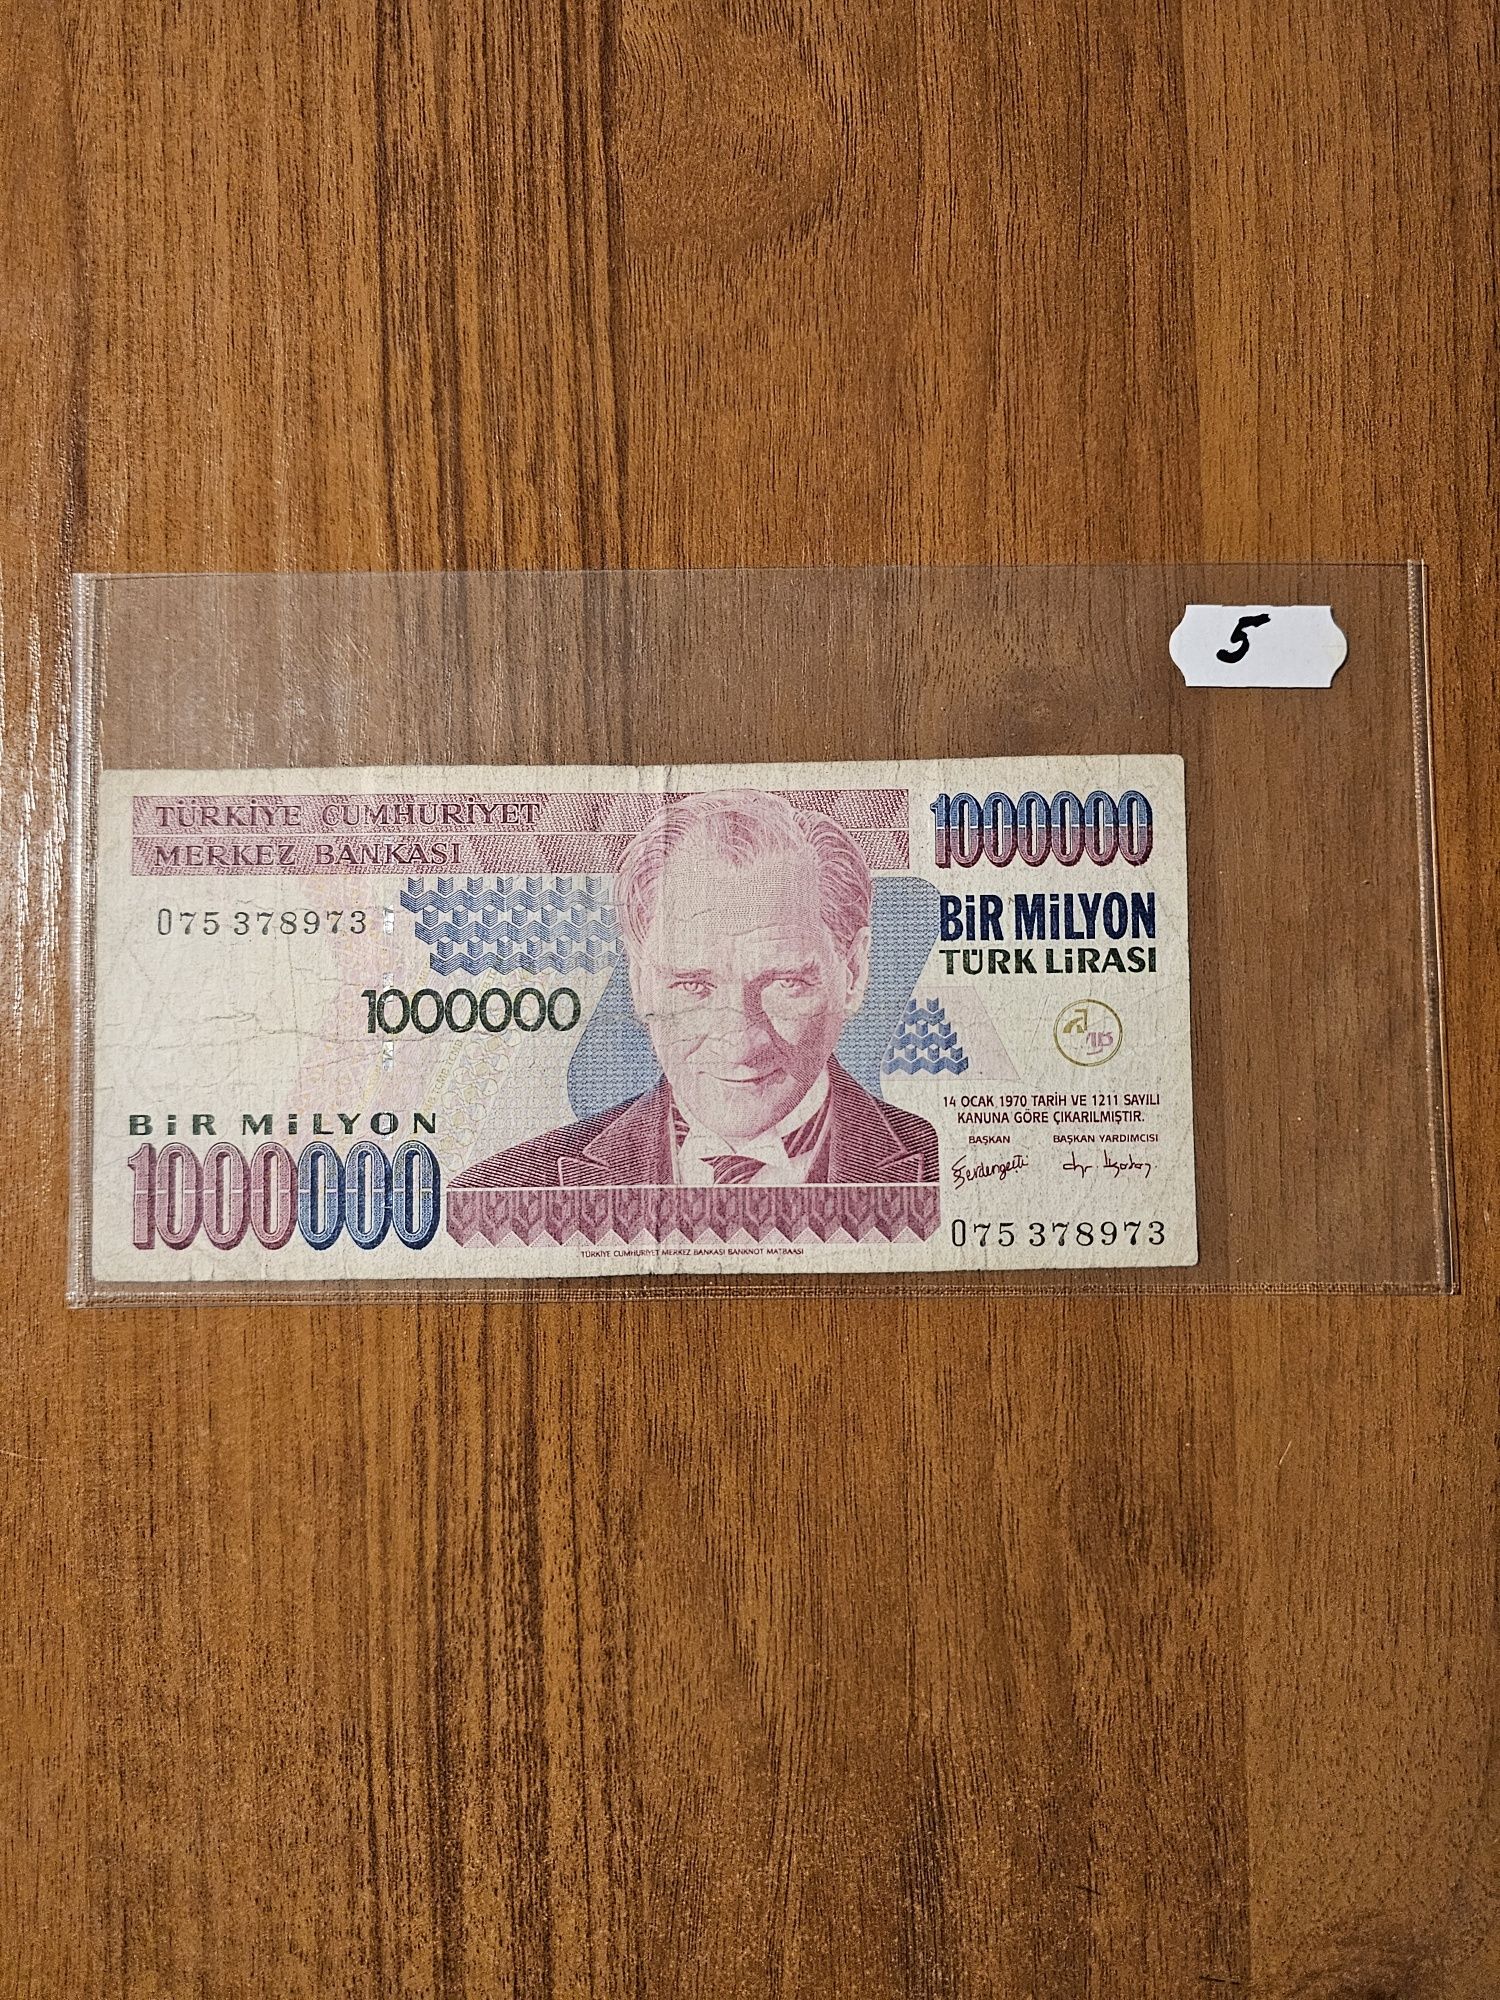 5
TÜRKİYE CUMHURİYET
MERKEZ BANKASI
1000000
BİR MİLYON
TÜRK LİRASI
O75 378973
1000000
14 OCAK 1970 TARİH VE 1211 SAYILI
KANUNA GÖRE ÇIKARILMIŞTIR.
BAŞKAN BAŞKAN YARDIMCISI
BİR MİLYON
1000000
O75 378973
TÜRKİYE CUMHURİYET MERKEZ BANKASI BANKNOT MATBAASI